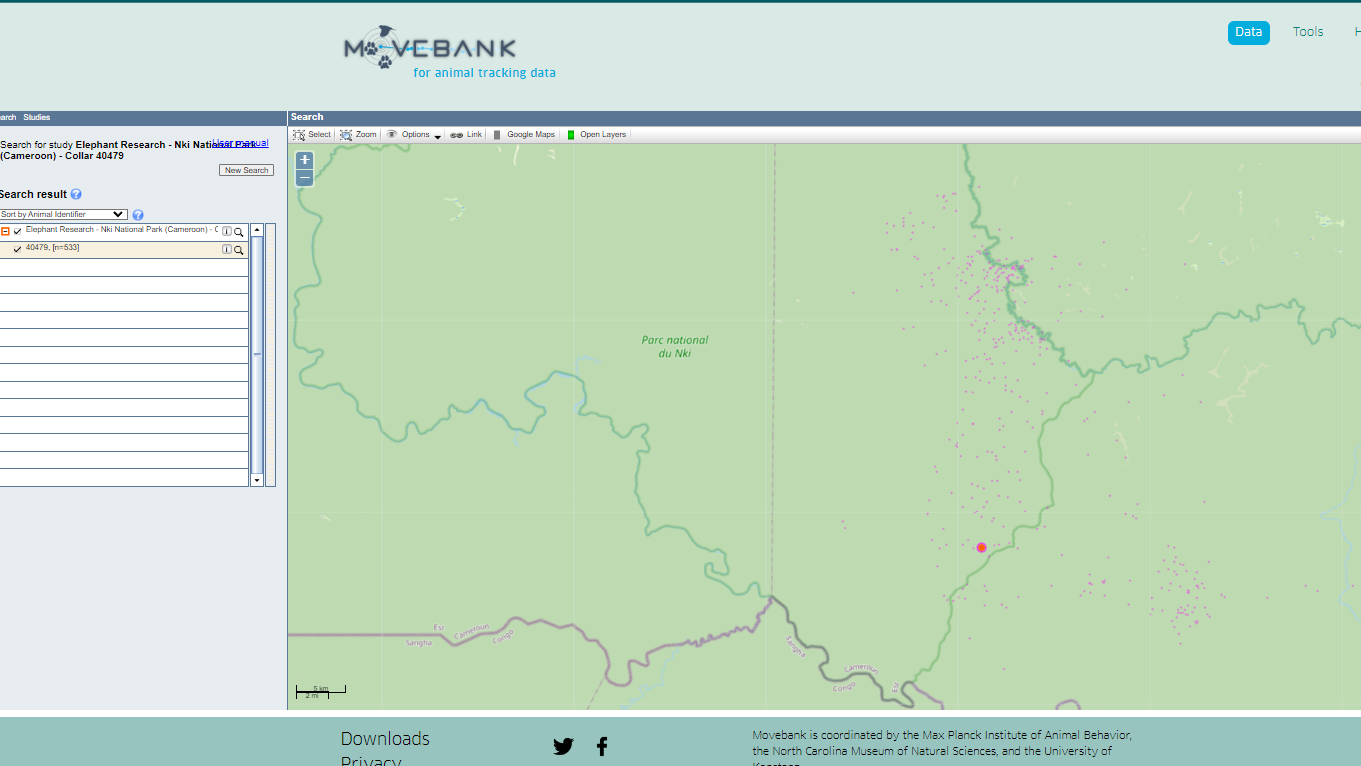 MOVEBANK
for animal tracking data
Data
Tools
H
arch Studies
Search
Select Zoom Options Link Google Maps Open Layers
User manual
Search for study Elephant Research - Nki National Park
(Cameroon) - Collar 40479
New Search
Search result
Sort by Animal Identifier
Elephant Research - Nki National Park (Cameroon) - C
40479, [n=533]
+
−
Parc national
du Nki
Est
Cameroun
Sangha
Congo
Sangha
Cameroun
Congo
Est
5 km
2 mi
Downloads
Privacy
Movebank is coordinated by the Max Planck Institute of Animal Behavior,
the North Carolina Museum of Natural Sciences, and the University of